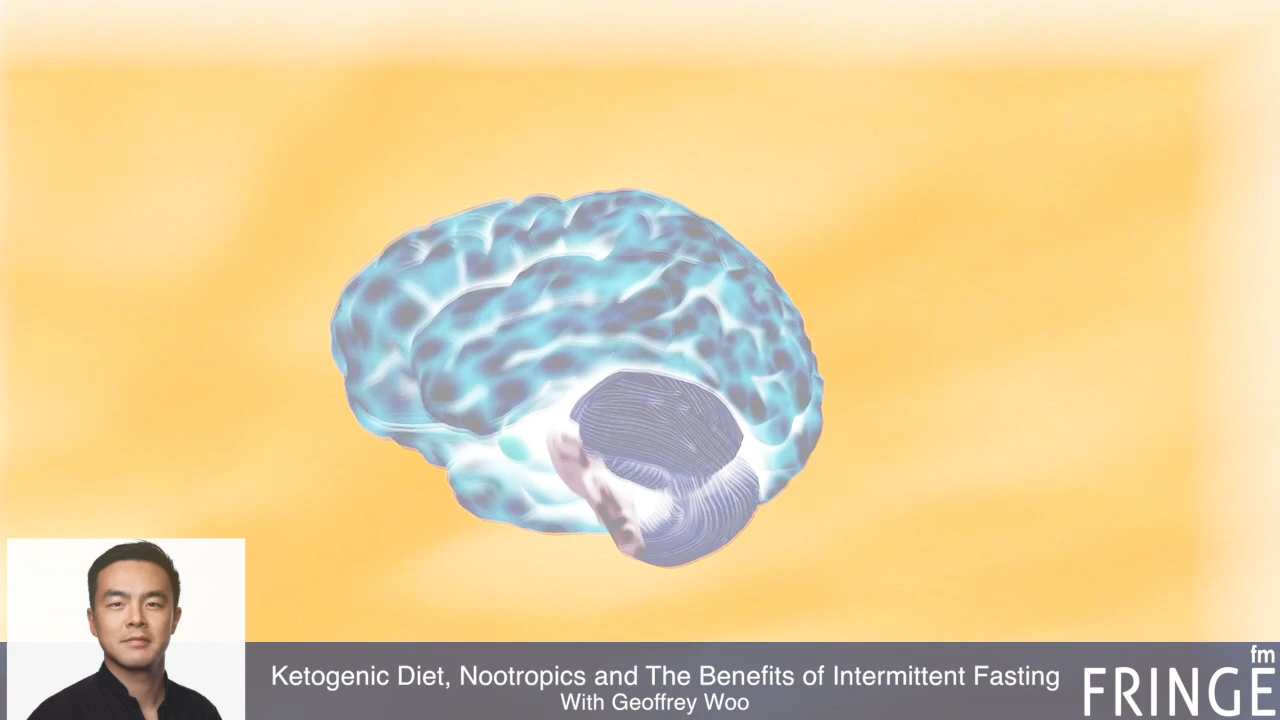 Ketogenic Diet, Nootropics and The Benefits of Intermittent Fasting
With Geoffrey Woo
fm
FRINGE